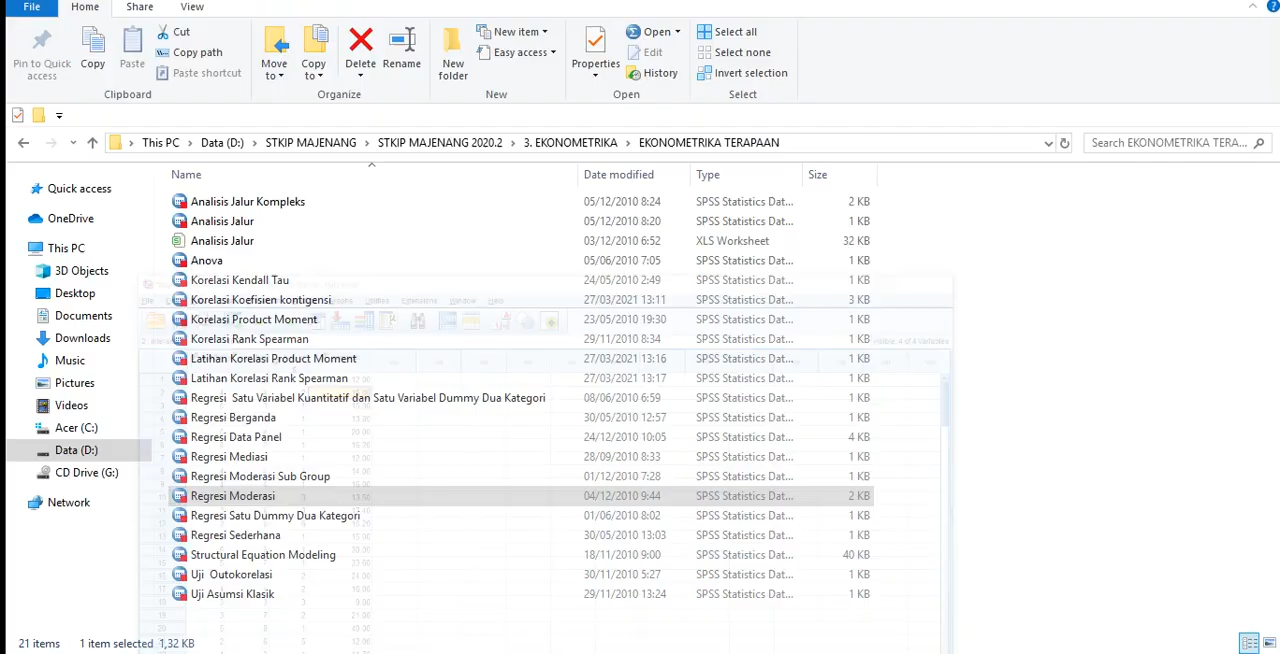 File Home Share View
Pin to Quick access
Copy
Paste
Cut
Copy path
Paste shortcut
Clipboard
Move to
Copy to
Delete
Rename
Organize
New folder
New item
Easy access
New
Properties
Open
Edit
History
Open
Select all
Select none
Invert selection
Select
This PC Data (D:) STKIP MAJENANG STKIP MAJENANG 2020.2 3. EKONOMETRIKA EKONOMETRIKA TERAPAAN
Search EKONOMETRIKA TERA...
Quick access
OneDrive
This PC
3D Objects
Desktop
Documents
Downloads
Music
Pictures
Videos
Acer (C:)
Data (D:)
CD Drive (G:)
Network
Name Date modified Type Size
Analisis Jalur Kompleks 05/12/2010 8:24 SPSS Statistics Dat... 2 KB
Analisis Jalur 05/12/2010 8:20 SPSS Statistics Dat... 1 KB
Analisis Jalur 03/12/2010 6:52 XLS Worksheet 32 KB
Anova 05/06/2010 7:05 SPSS Statistics Dat... 1 KB
Korelasi Kendall Tau 24/05/2010 2:49 SPSS Statistics Dat... 1 KB
Korelasi Koefisien kontigensi 27/03/2021 13:11 SPSS Statistics Dat... 3 KB
Korelasi Product Moment 23/05/2010 19:30 SPSS Statistics Dat... 1 KB
Korelasi Rank Spearman 29/11/2010 8:34 SPSS Statistics Dat... 1 KB
Latihan Korelasi Product Moment 27/03/2021 13:16 SPSS Statistics Dat... 1 KB
Latihan Korelasi Rank Spearman 27/03/2021 13:17 SPSS Statistics Dat... 1 KB
Regresi Satu Variabel Kuantitatif dan Satu Variabel Dummy Dua Kategori 08/06/2010 6:59 SPSS Statistics Dat... 1 KB
Regresi Berganda 30/05/2010 12:57 SPSS Statistics Dat... 1 KB
Regresi Data Panel 24/12/2010 10:05 SPSS Statistics Dat... 4 KB
Regresi Mediasi 28/09/2010 8:33 SPSS Statistics Dat... 1 KB
Regresi Moderasi Sub Group 01/12/2010 7:28 SPSS Statistics Dat... 1 KB
Regresi Moderasi 04/12/2010 9:44 SPSS Statistics Dat... 2 KB
Regresi Satu Dummy Dua Kategori 01/06/2010 8:02 SPSS Statistics Dat... 1 KB
Regresi Sederhana 30/05/2010 13:03 SPSS Statistics Dat... 1 KB
Structural Equation Modeling 18/11/2010 9:00 SPSS Statistics Dat... 40 KB
Uji Outokorelasi 30/11/2010 5:27 SPSS Statistics Dat... 1 KB
Uji Asumsi Klasik 29/11/2010 13:24 SPSS Statistics Dat... 1 KB
21 items 1 item selected 1,32 KB